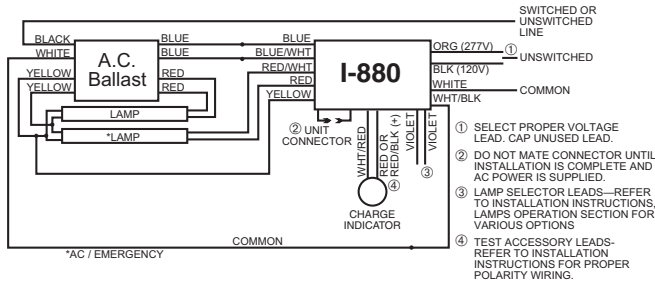 SWITCHED OR
UNSWITCHED
LINE
BLACK
WHITE
YELLOW
YELLOW
A.C.
Ballast
BLUE
BLUE
RED
RED
LAMP
*LAMP
BLUE
BLUE/WHT
RED/WHT
RED
YELLOW
I-880
ORG (277V)
①
UNSWITCHED
BLK (120V)
WHITE
COMMON
WHT/BLK
② UNIT
CONNECTOR
WHT/RED
RED OR
RED/BLK (+)
VIOLET
VIOLET
③
④
CHARGE
INDICATOR
COMMON
*AC / EMERGENCY
① SELECT PROPER VOLTAGE
LEAD. CAP UNUSED LEAD.
② DO NOT MATE CONNECTOR UNTIL
INSTALLATION IS COMPLETE AND
AC POWER IS SUPPLIED.
③ LAMP SELECTOR LEADS—REFER
TO INSTALLATION INSTRUCTIONS,
LAMPS OPERATION SECTION FOR
VARIOUS OPTIONS
④ TEST ACCESSORY LEADS-
REFER TO INSTALLATION
INSTRUCTIONS FOR PROPER
POLARITY WIRING.